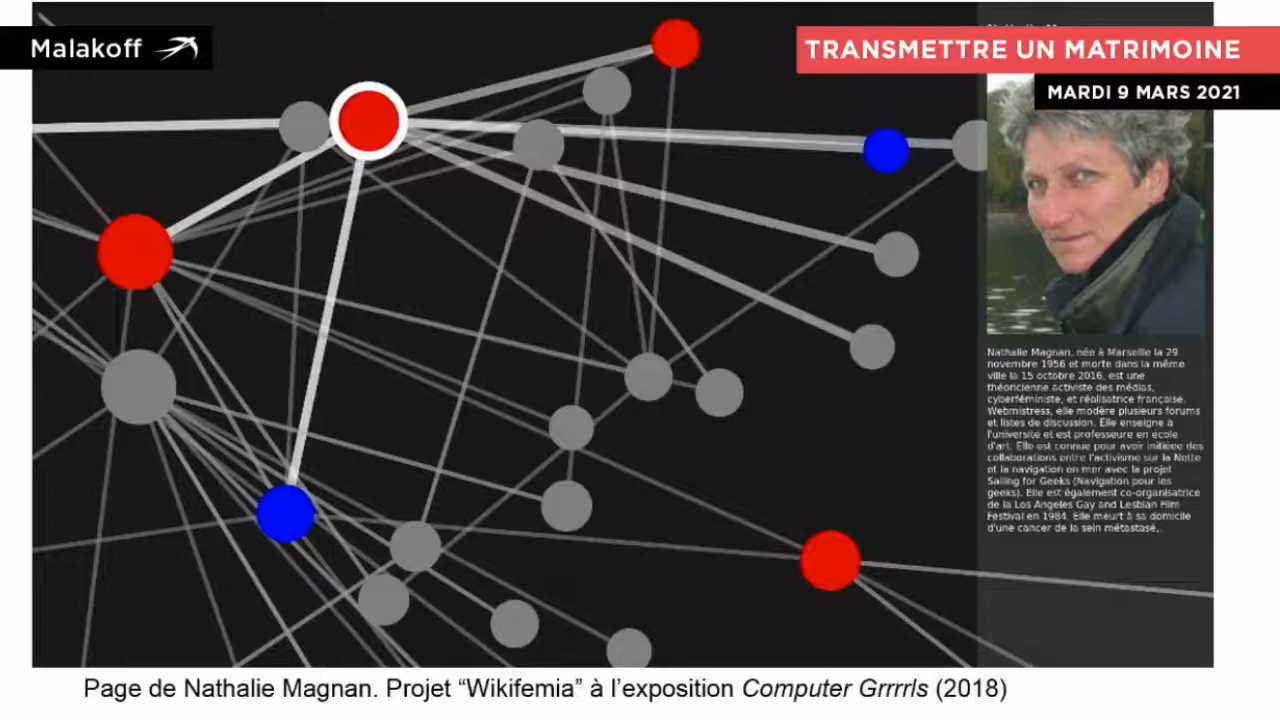 Malakoff
TRANSMETTRE UN MATRIMOINE
MARDI 9 MARS 2021
Nathalie Magnan, née à Marseille la 29
novembre 1956 et morte dans la même
ville la 15 octobre 2016, est une
théoricienne activiste des médias,
cyberféministe, et réalisatrice française.
Webmistress, elle modère plusieurs forums
et listes de discussion. Elle enseigne à
l'université et est professeure en école
d'art. Elle est connue pour avoir initiée des
collaborations entre l'activisme sur la Nette
et la navigation en mer avec la projet
Sailing for Geeks (Navigation pour les
geeks). Elle est également co-organisatrice
de la Los Angeles Gay and Lesbian Film
Festival en 1984. Elle meurt à sa domicile
d'une cancer de la sein métastasé.
Page de Nathalie Magnan. Projet “Wikifemia” à l’exposition Computer Grrrrls (2018)